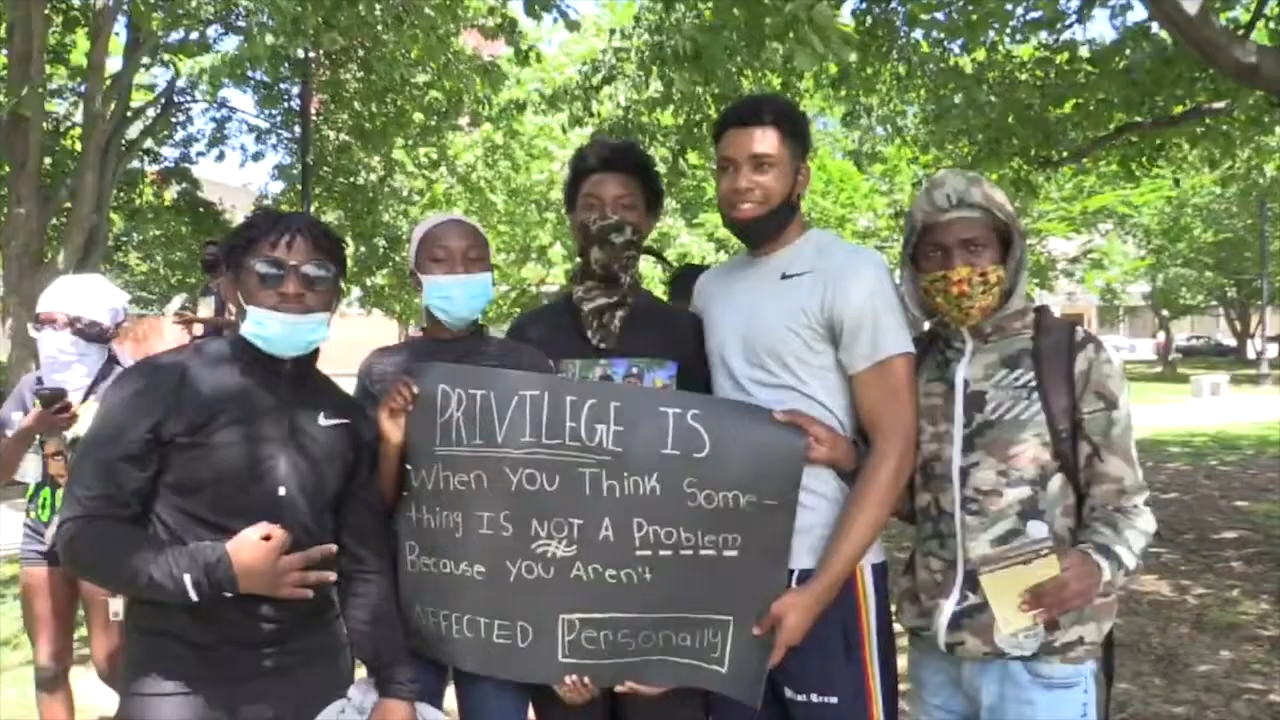 PRIVILEGE IS
When YOU Think Some-
thing IS NOT A Problem
Because YOU Aren't
AFFECTED Personally